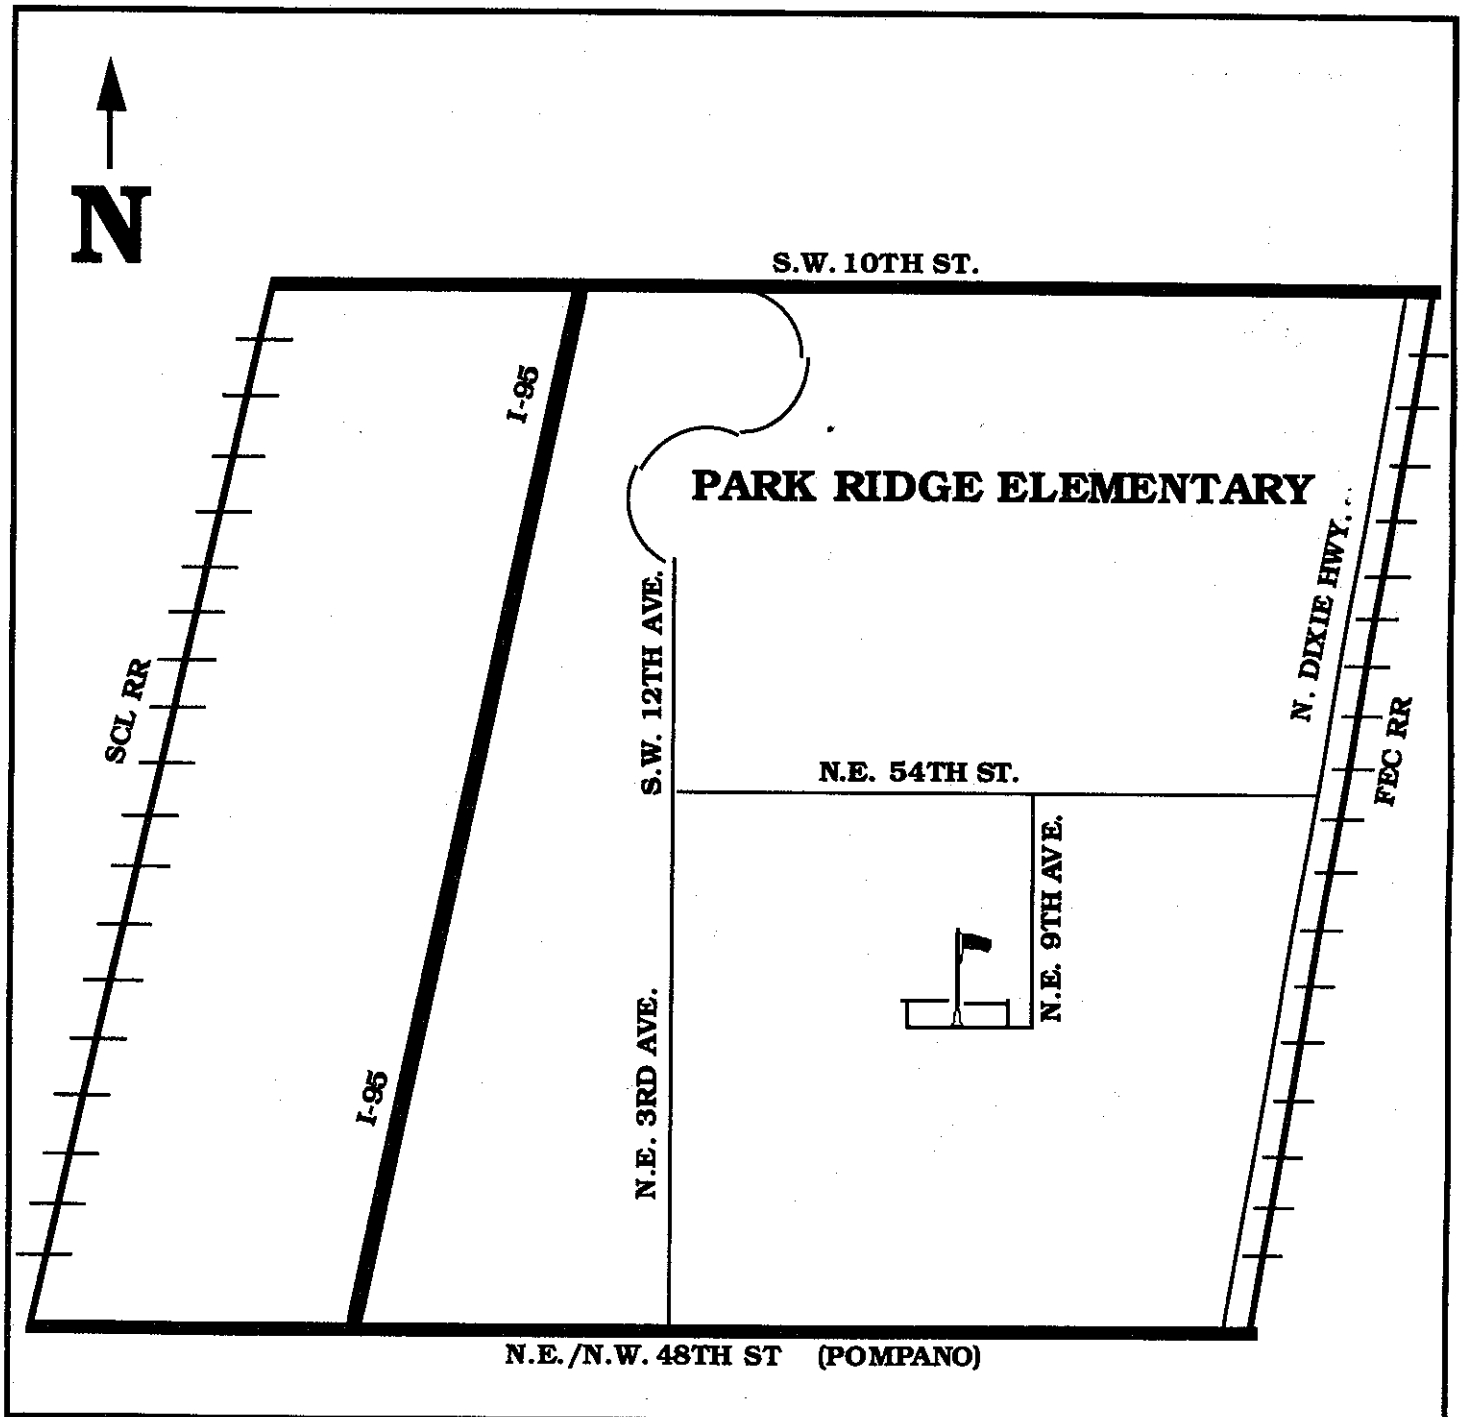 N
S.W. 10TH ST.
I-95
PARK RIDGE ELEMENTARY
N. DIXIE HWY.
S.W. 12TH AVE.
SCL RR
FEC RR
N.E. 54TH ST.
N.E. 9TH AVE.
N.E. 3RD AVE.
I-95
N.E./N.W. 48TH ST (POMPANO)